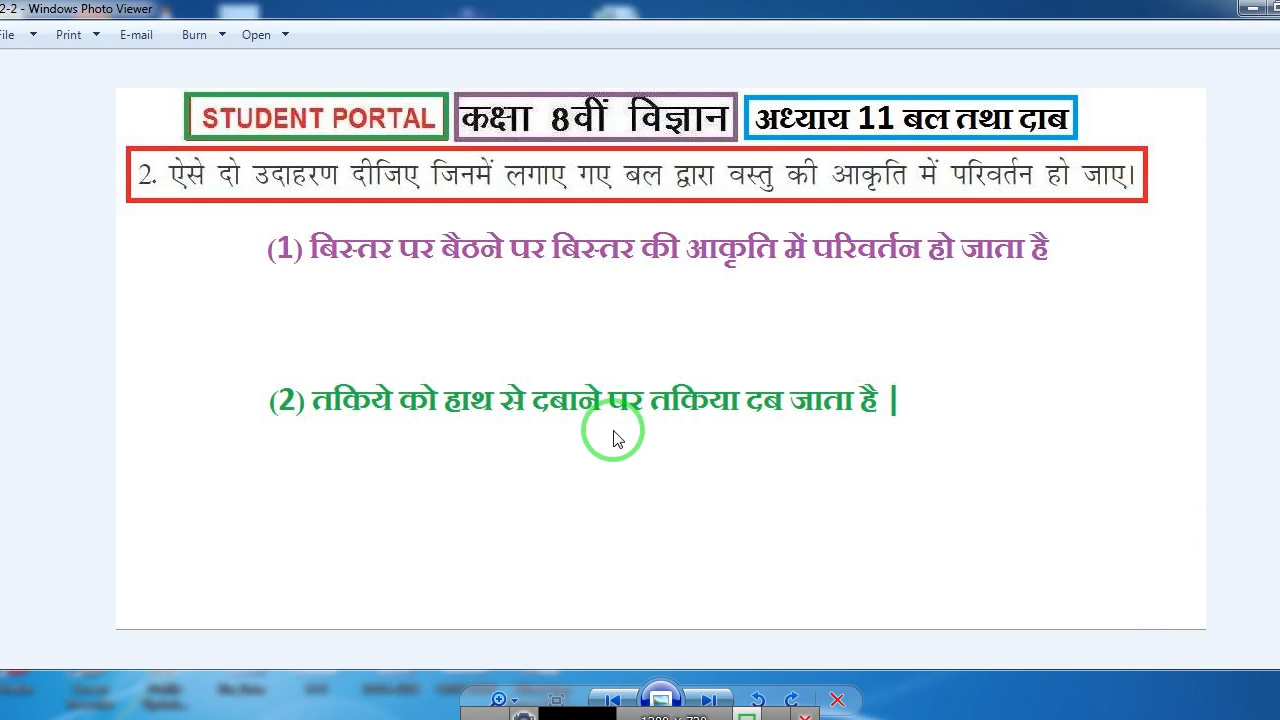 2-2 - Windows Photo Viewer
File Print E-mail Burn Open
STUDENT PORTAL कक्षा 8वीं विज्ञान अध्याय 11 बल तथा दाब
2. ऐसे दो उदाहरण दीजिए जिनमें लगाए गए बल द्वारा वस्तु की आकृति में परिवर्तन हो जाए।
(1) बिस्तर पर बैठने पर बिस्तर की आकृति में परिवर्तन हो जाता है
(2) तकिये को हाथ से दबाने पर तकिया दब जाता है |